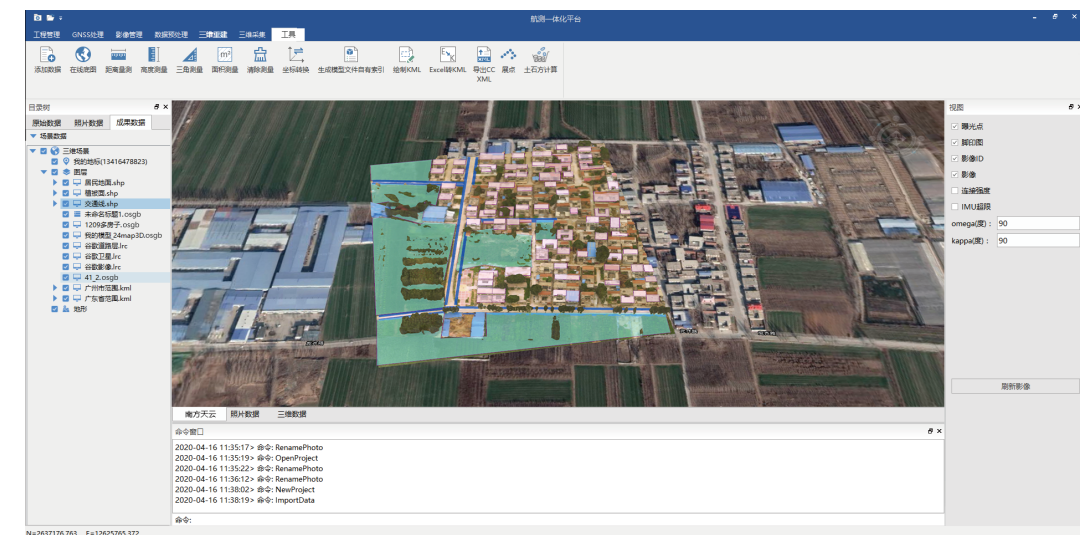 航测一体化平台
工程管理 GNSS处理 影像管理 数据预处理 三维重建 三维采集 工具
添加数据 在线底图 距离量测 高度测量 三角测量 面积测量 清除测量 坐标转换 生成模型文件自有索引 绘制KML Excel转KML 导出CC XML 展点 土石方计算
目录树
原始数据 照片数据 成果数据
场景数据
三维场景
我的地标(13416478823)
图层
居民地面.shp
植被面.shp
交通线.shp
未命名标题1.osgb
1209多房子.osgb
我的模型_24map3D.osgb
谷歌道路层.lrc
谷歌卫星.lrc
谷歌影像.lrc
41_2.osgb
广州市范围.kml
广东省范围.kml
地形
南方天云 照片数据 三维数据
命令窗口
2020-04-16 11:35:17> 命令: RenamePhoto
2020-04-16 11:35:19> 命令: OpenProject
2020-04-16 11:35:22> 命令: RenamePhoto
2020-04-16 11:36:12> 命令: RenamePhoto
2020-04-16 11:38:02> 命令: NewProject
2020-04-16 11:38:19> 命令: ImportData
命令:
视图
曝光点
脚印图
影像ID
影像
连接强度
IMU超限
omega(度)： 90
kappa(度)： 90
刷新影像
N=2637176.763 E=12625765.372